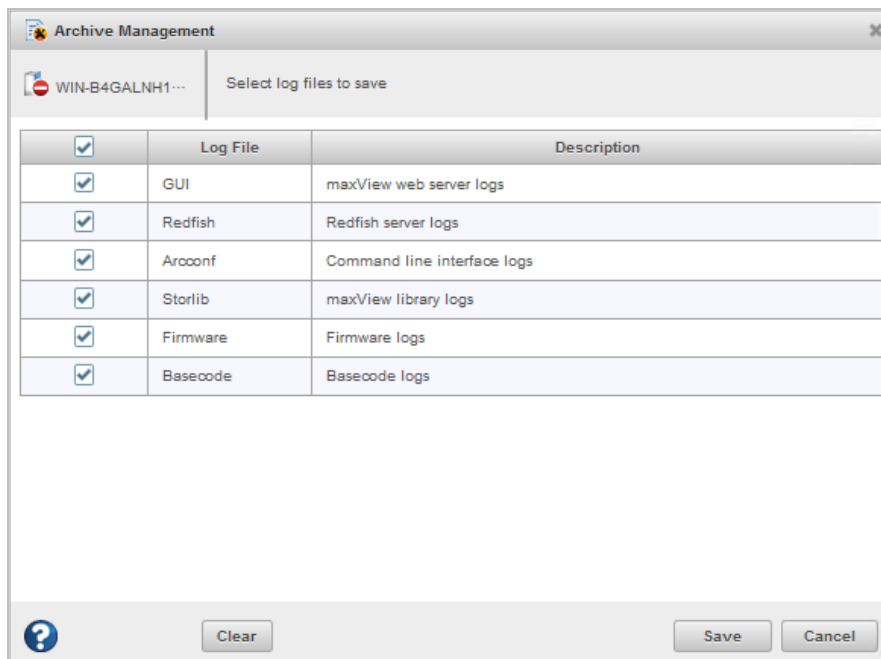 Archive Management
WIN-B4GALNH1... Select log files to save
Log File Description
GUI maxView web server logs
Redfish Redfish server logs
Arcconf Command line interface logs
Storlib maxView library logs
Firmware Firmware logs
Basecode Basecode logs
? Clear Save Cancel